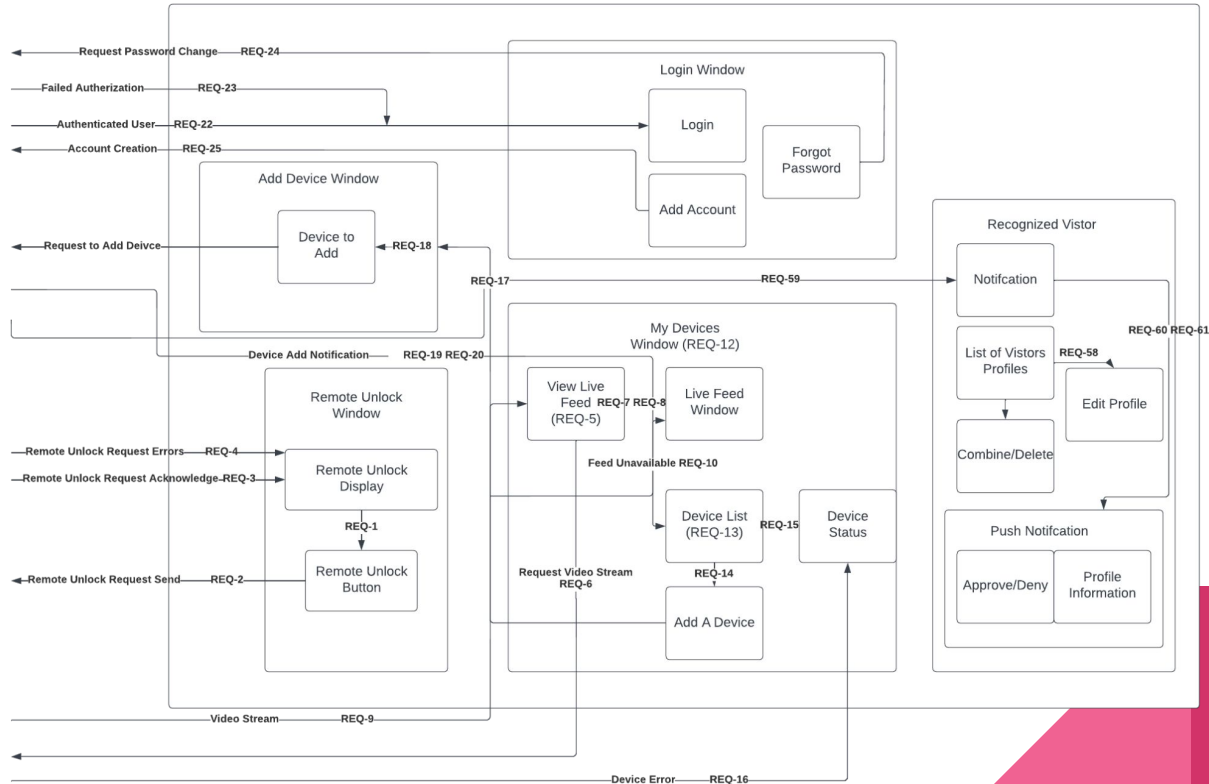 Request Password Change REQ-24
Failed Autherization REQ-23
Authenticated User REQ-22
Account Creation REQ-25
Login Window
Login
Forgot
Password
Add Account
Add Device Window
Device to
Add
REQ-18
Request to Add Deivce
REQ-17
REQ-59
Recognized Vistor
Notifcation
REQ-60 REQ-61
List of Vistors
Profiles
REQ-58
Edit Profile
Combine/Delete
Push Notifcation
Approve/Deny
Profile
Information
Device Add Notification REQ-19 REQ-20
My Devices
Window (REQ-12)
View Live
Feed
(REQ-5)
REQ-7 REQ-8
Live Feed
Window
Feed Unavailable REQ-10
Device List
(REQ-13)
REQ-15
Device
Status
REQ-14
Add A Device
Request Video Stream
REQ-6
Remote Unlock
Window
Remote Unlock Request Errors REQ-4
Remote Unlock Request Acknowledge REQ-3
Remote Unlock
Display
REQ-1
Remote Unlock
Button
Remote Unlock Request Send REQ-2
Video Stream REQ-9
Device Error REQ-16